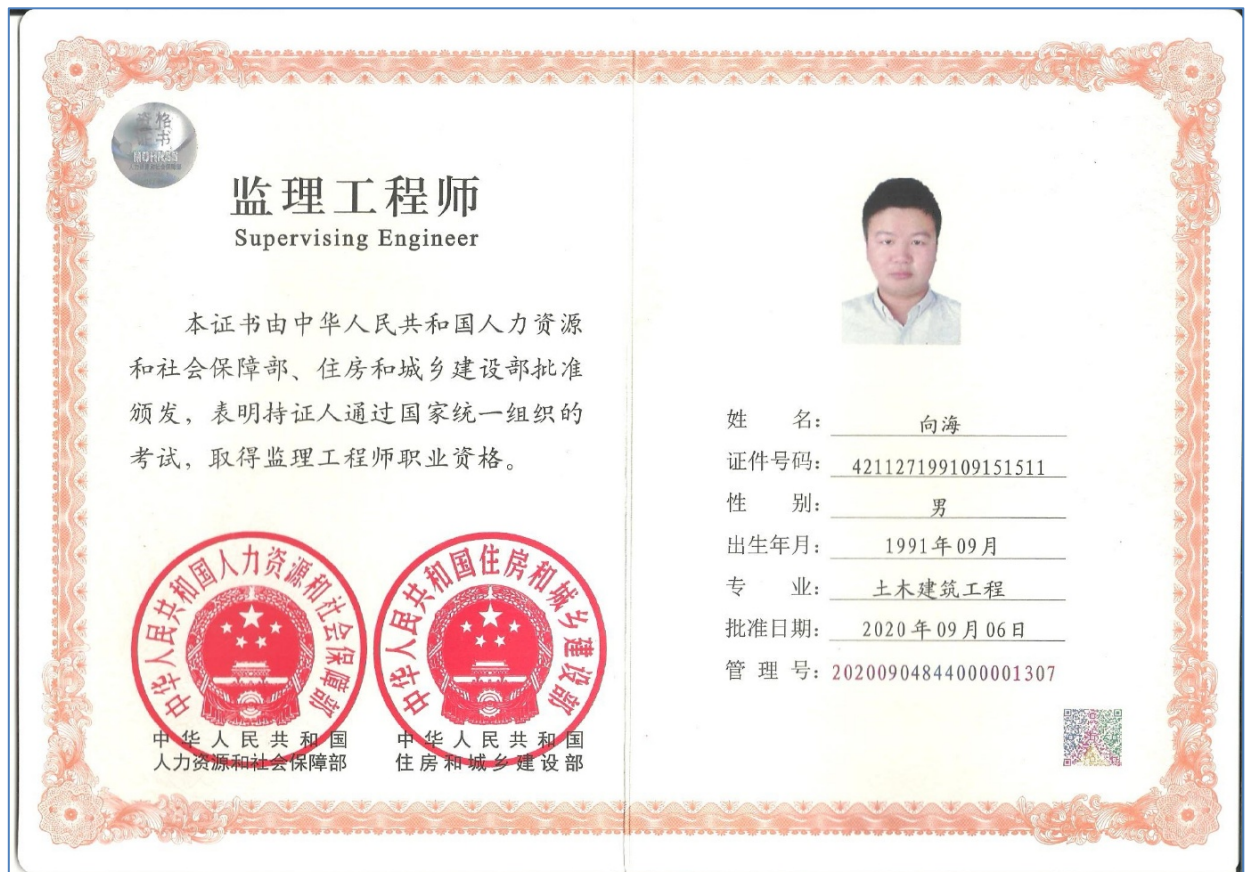 资格
证书
MOHRSS
监理工程师
Supervising Engineer
本证书由中华人民共和国人力资源
和社会保障部、住房和城乡建设部批准
颁发，表明持证人通过国家统一组织的
考试，取得监理工程师职业资格。
中华人民共和国人力资源和社会保障部
中华人民共和国
人力资源和社会保障部
中华人民共和国住房和城乡建设部
中华人民共和国
住房和城乡建设部
姓 名：向海
证件号码：421127199109151511
性 别：男
出生年月：1991年09月
专 业：土木建筑工程
批准日期：2020年09月06日
管 理 号：20200904844000001307